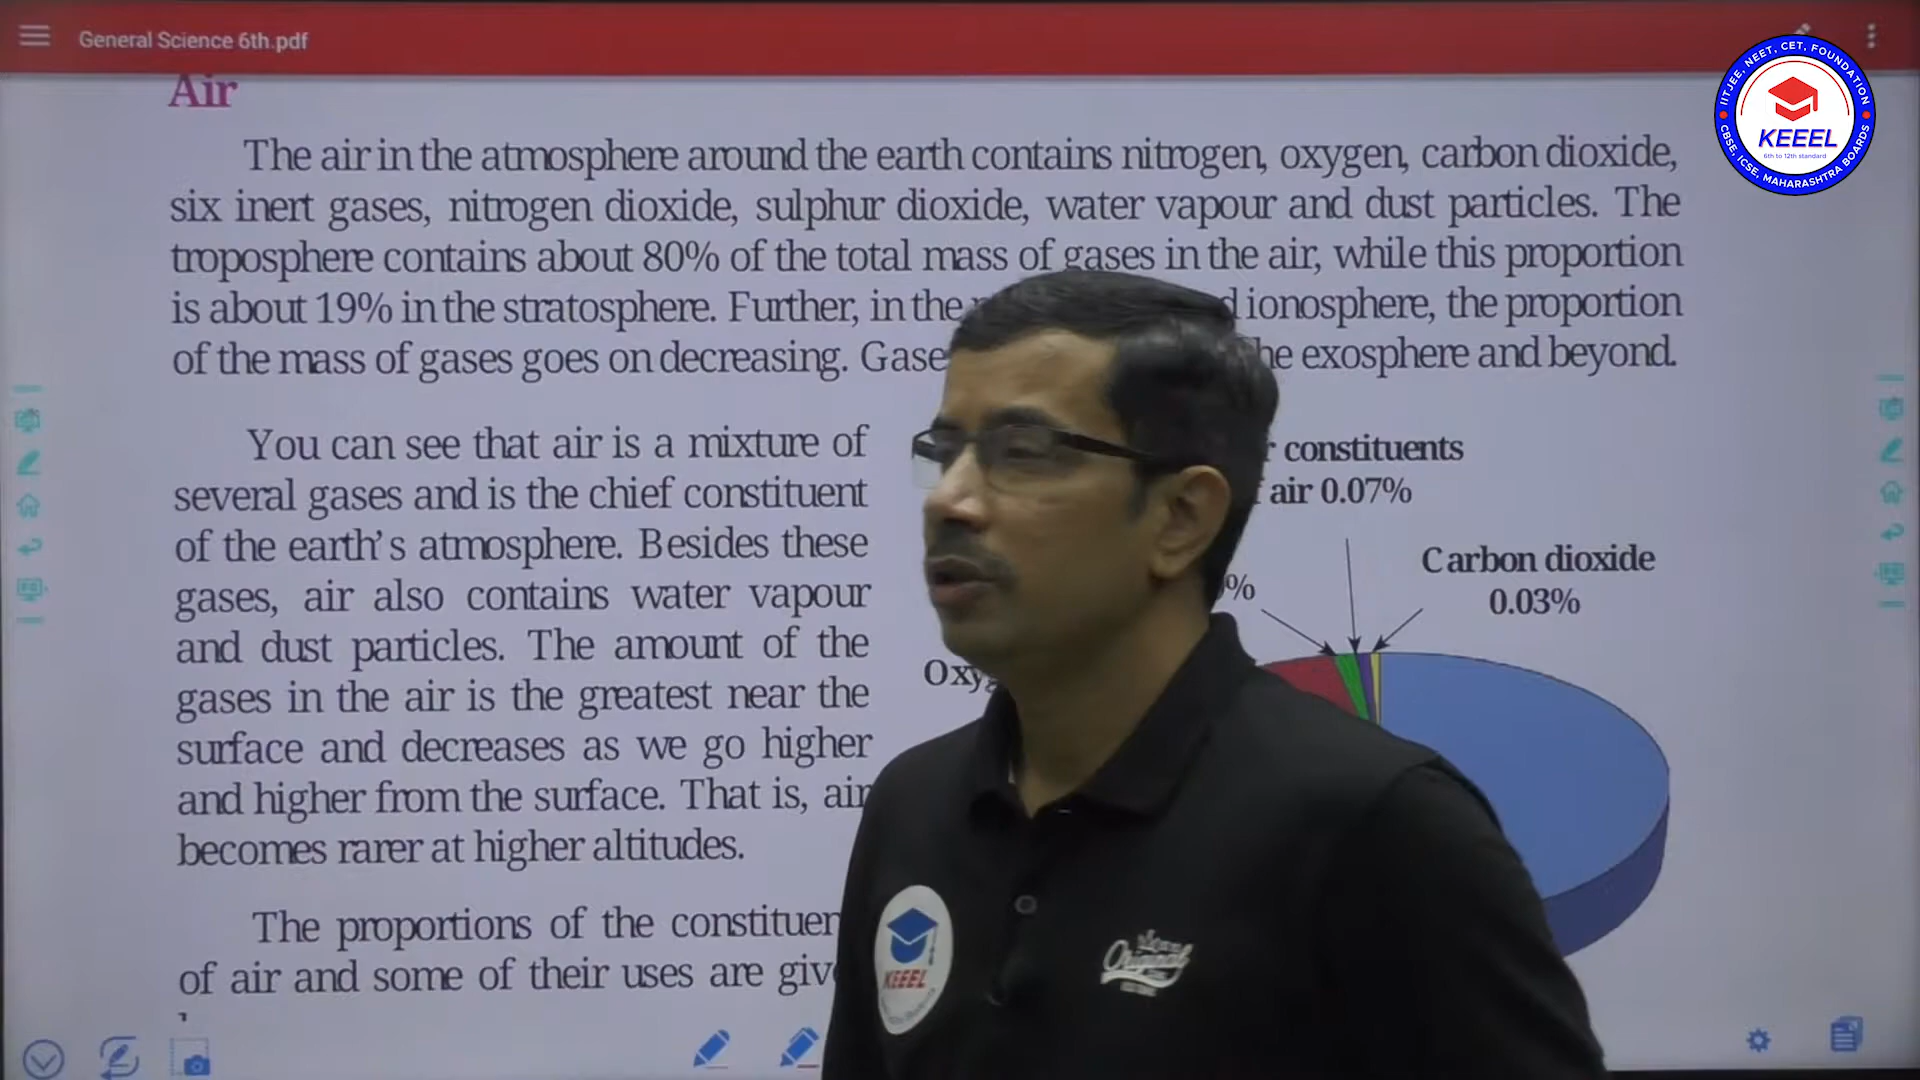 General Science 6th.pdf
Air
The air in the atmosphere around the earth contains nitrogen, oxygen, carbon dioxide,
six inert gases, nitrogen dioxide, sulphur dioxide, water vapour and dust particles. The
troposphere contains about 80% of the total mass of gases in the air, while this proportion
is about 19% in the stratosphere. Further, in the ionosphere, the proportion
of the mass of gases goes on decreasing. exosphere and beyond.
You can see that air is a mixture of
several gases and is the chief constituent
of the earth's atmosphere. Besides these
gases, air also contains water vapour
and dust particles. The amount of the
gases in the air is the greatest near the
surface and decreases as we go higher
and higher from the surface. That is, air
becomes rarer at higher altitudes.
The proportions of the
of air and some of their uses are
constituents
air 0.07%
Carbon dioxide
0.03%
IITJEE, NEET, CET, FOUNDATION
KEEEL
6th to 12th standard
CBSE, ICSE, MAHARASHTRA BOARDS
KEEEL
Original